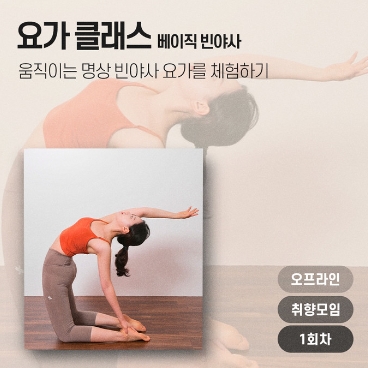 요가 클래스 베이직 빈야사
움직이는 명상 빈야사 요가를 체험하기
오프라인
취향모임
1회차